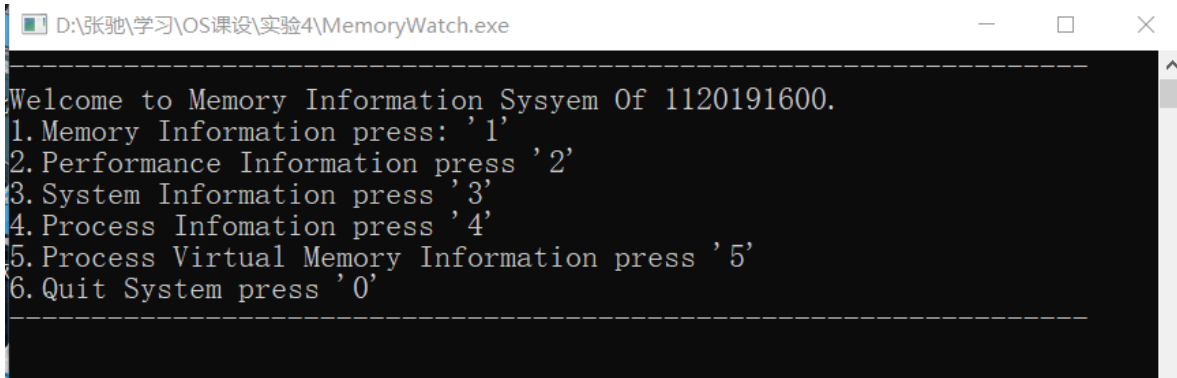 D:\张驰\学习\OS课设\实验4\MemoryWatch.exe
------------------------------------------------------------------
Welcome to Memory Information Sysyem Of 1120191600.
1.Memory Information press: '1'
2.Performance Information press '2'
3.System Information press '3'
4.Process Infomation press '4'
5.Process Virtual Memory Information press '5'
6.Quit System press '0'
------------------------------------------------------------------